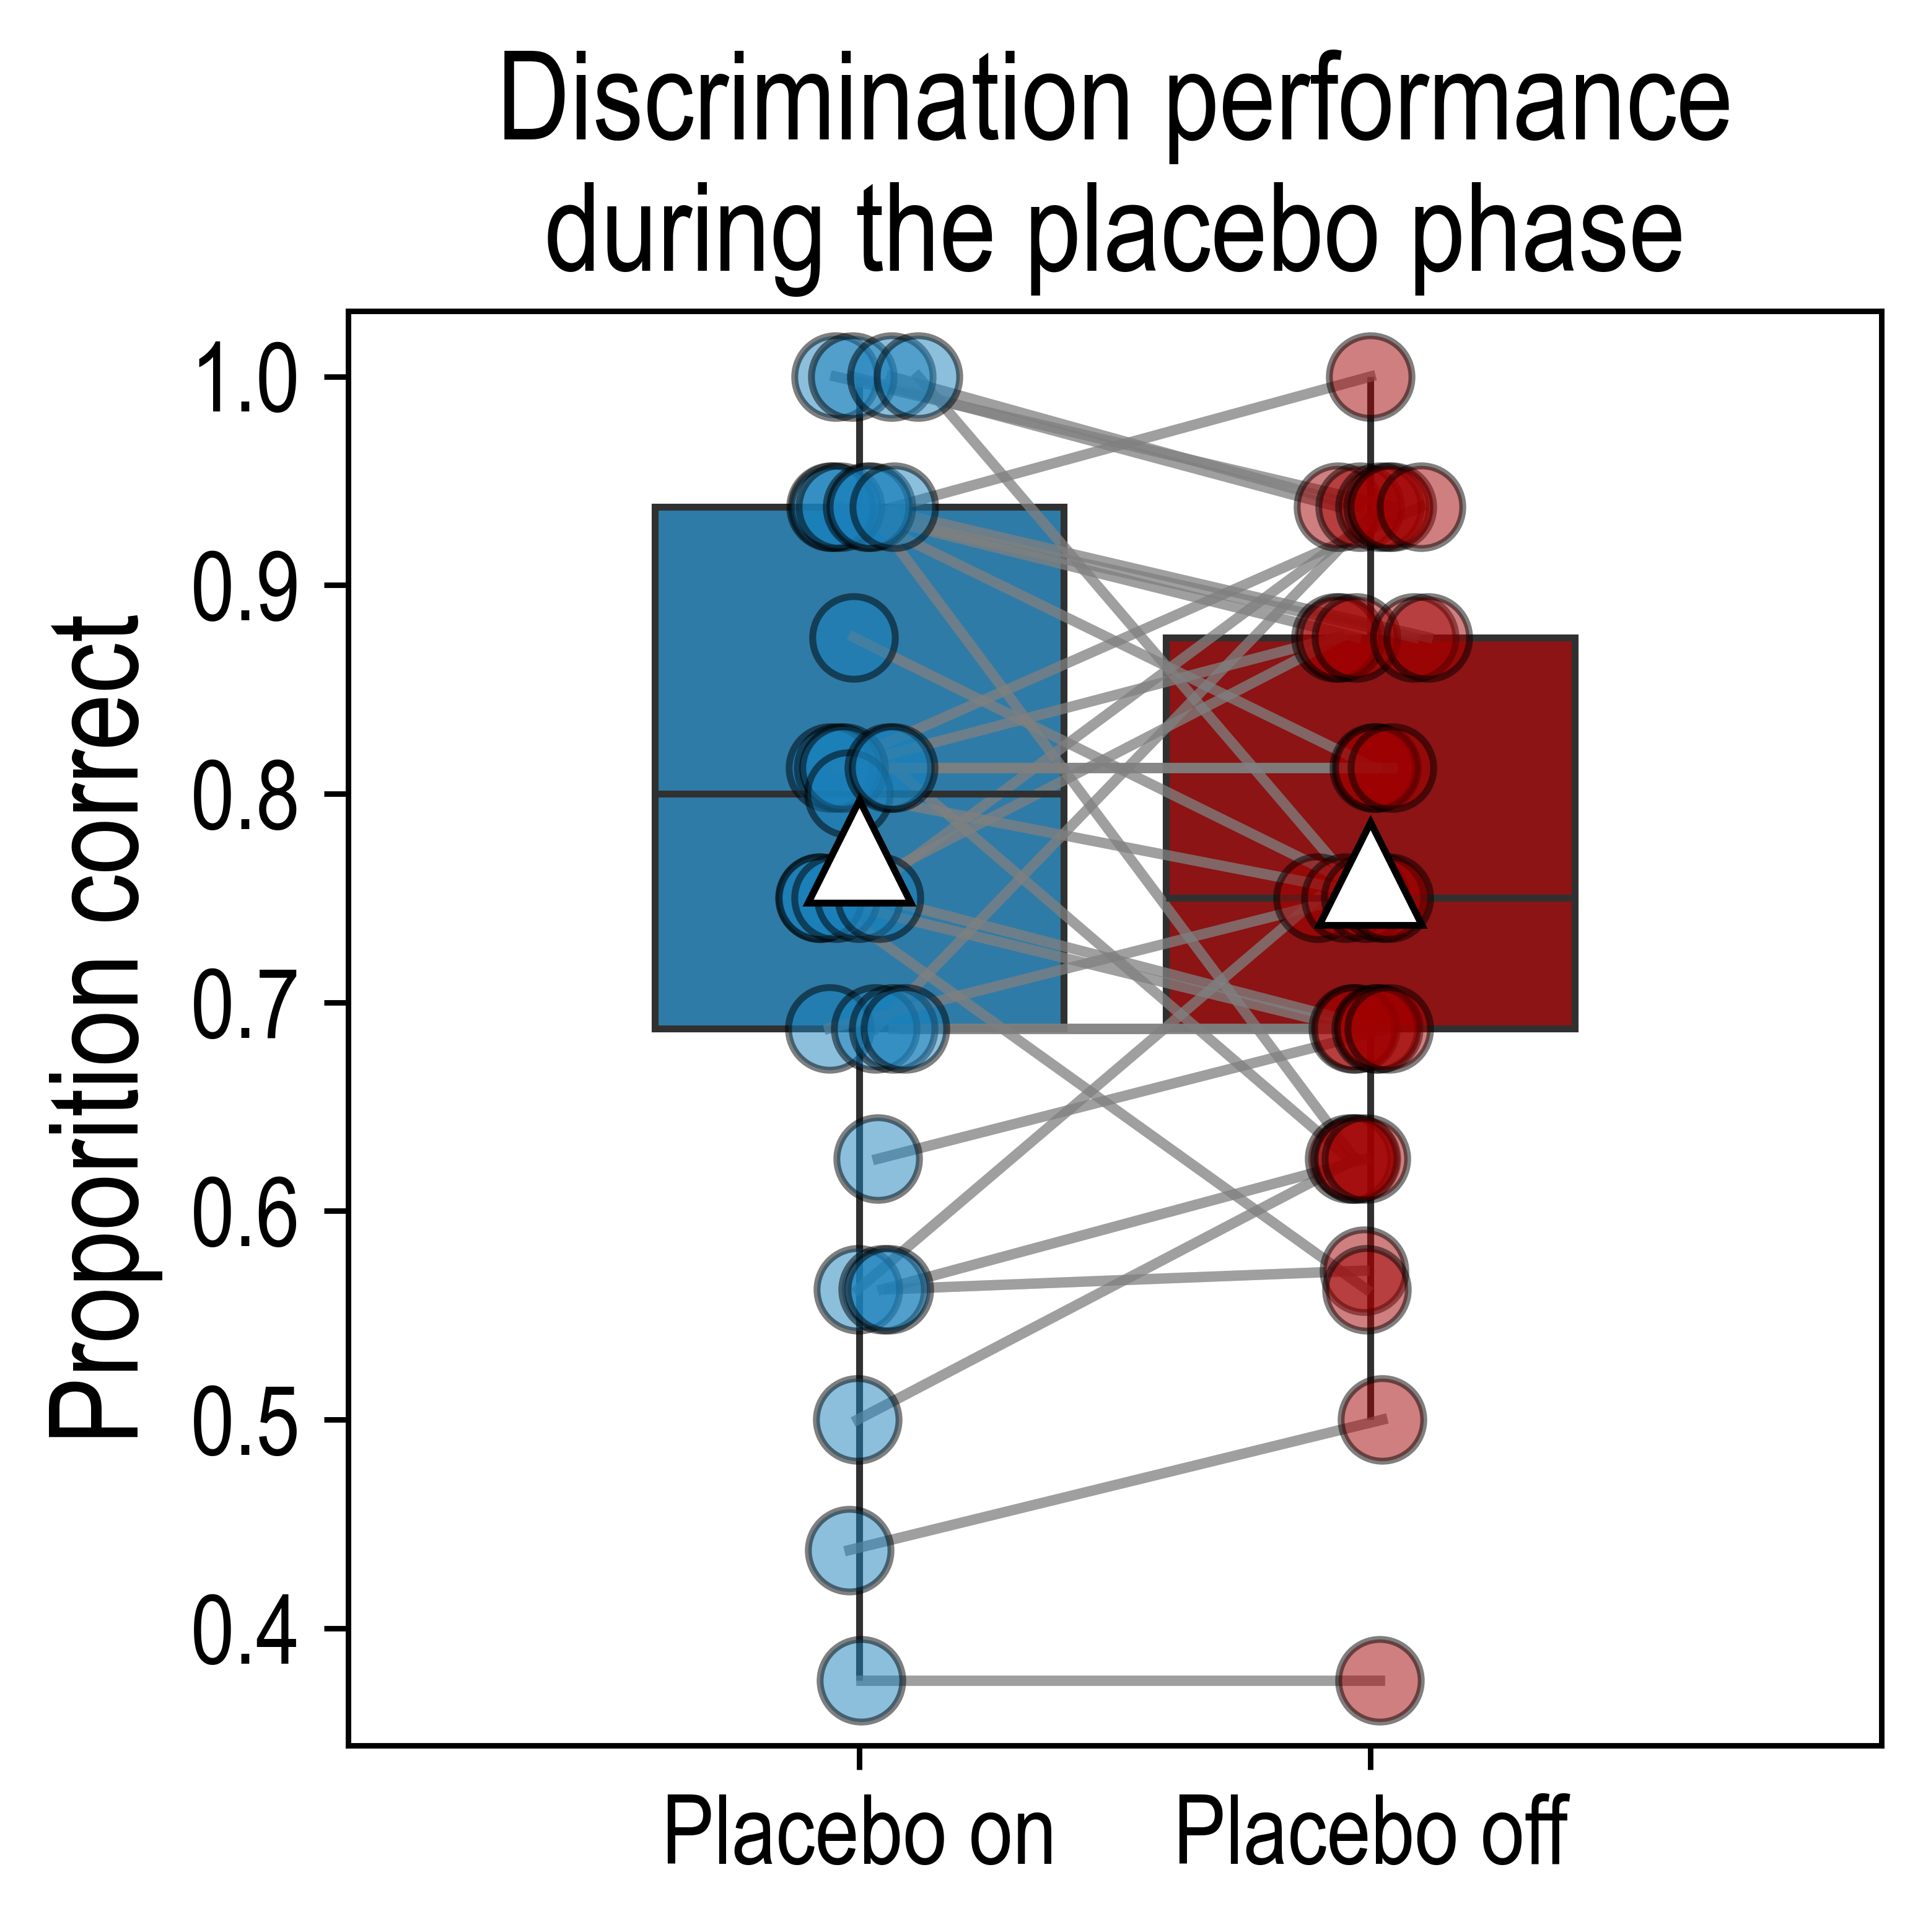 Discrimination performance
during the placebo phase
Proporition correct
1.0
0.9
0.8
0.7
0.6
0.5
0.4
Placebo on
Placebo off